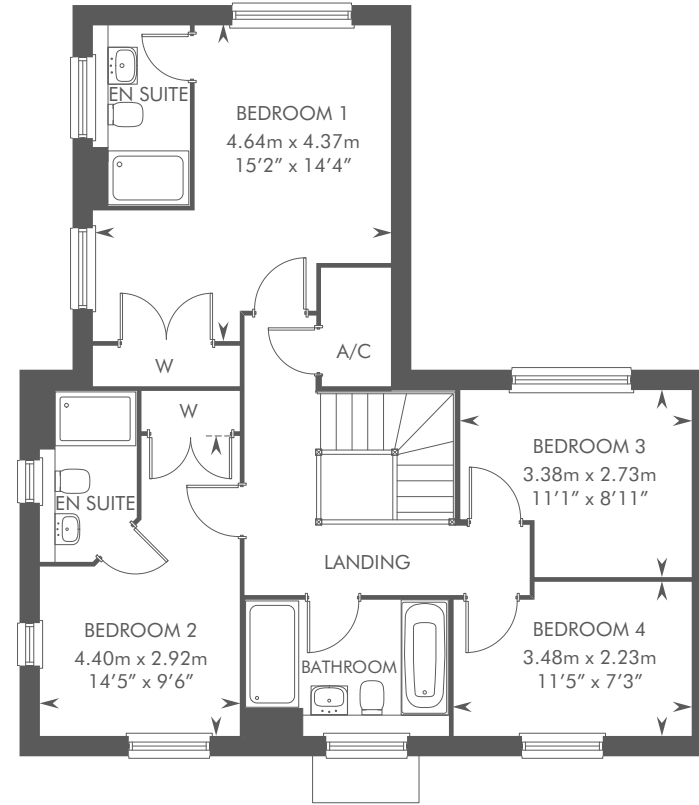 EN SUITE
BEDROOM 1
4.64m x 4.37m
15’2” x 14’4”
A/C
W
W
EN SUITE
BEDROOM 3
3.38m x 2.73m
11’1” x 8’11”
LANDING
BEDROOM 2
4.40m x 2.92m
14’5” x 9’6”
BATHROOM
BEDROOM 4
3.48m x 2.23m
11’5” x 7’3”